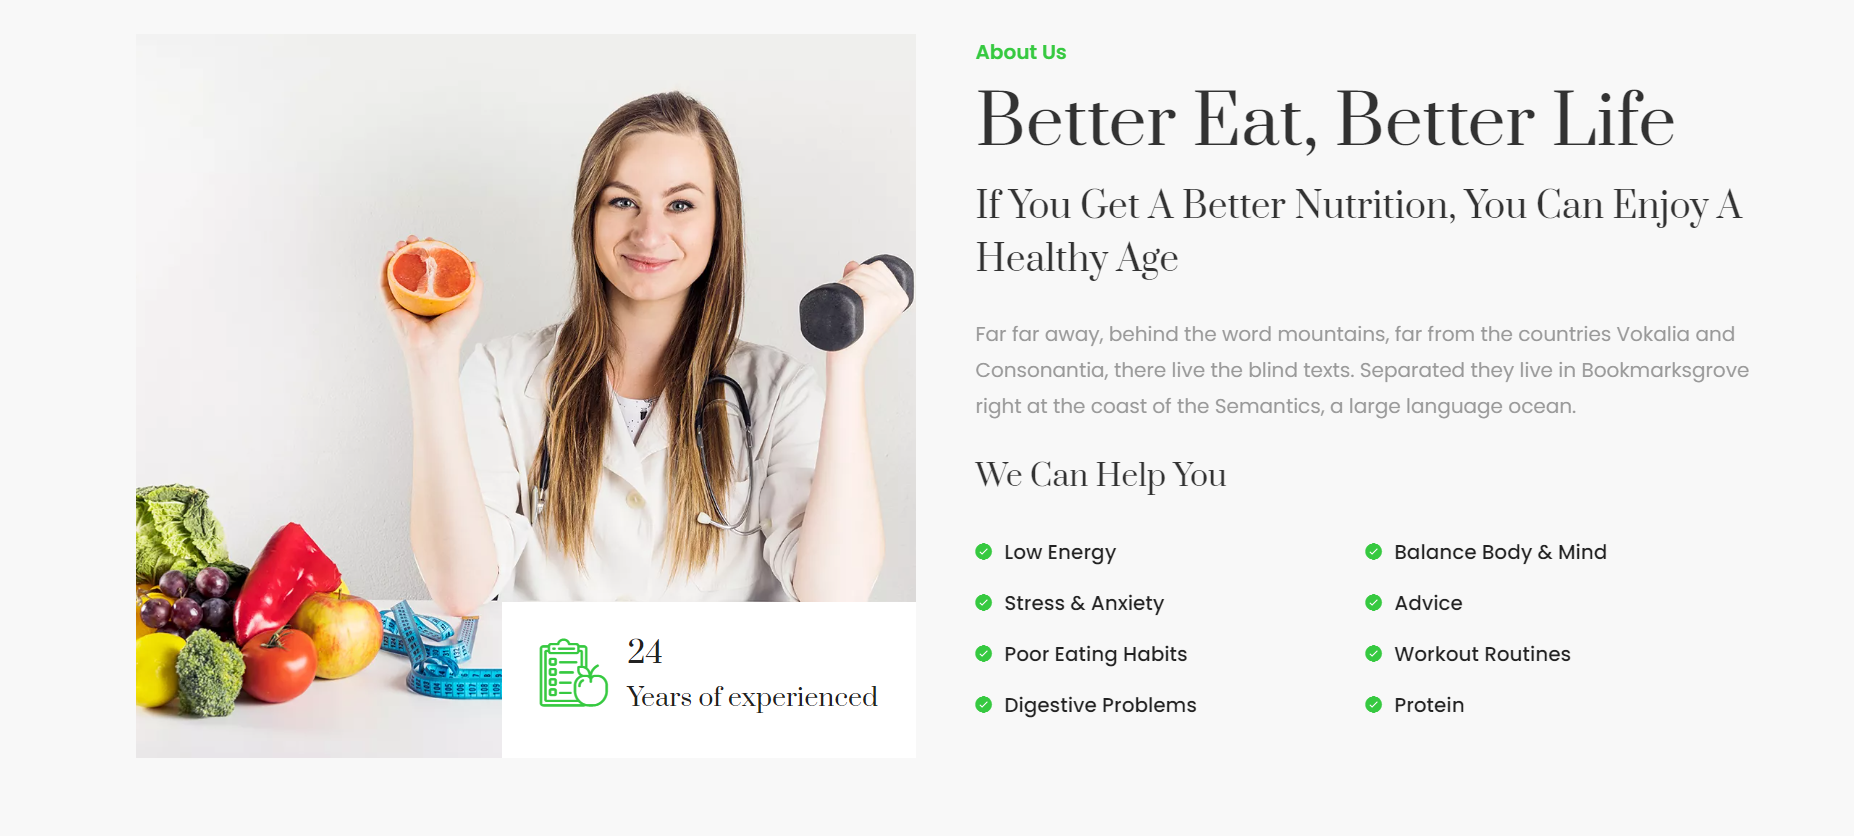 About Us
Better Eat, Better Life
If You Get A Better Nutrition, You Can Enjoy A
Healthy Age
Far far away, behind the word mountains, far from the countries Vokalia and
Consonantia, there live the blind texts. Separated they live in Bookmarksgrove
right at the coast of the Semantics, a large language ocean.
We Can Help You
Low Energy
Balance Body & Mind
Stress & Anxiety
Advice
Poor Eating Habits
Workout Routines
Digestive Problems
Protein
24
Years of experienced